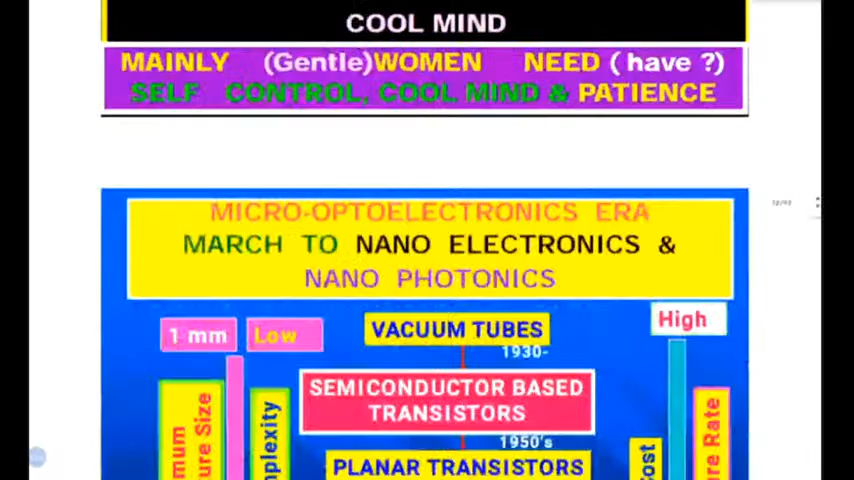 COOL MIND
MAINLY (Gentle)WOMEN NEED ( have ?)
SELF CONTROL, COOL MIND & PATIENCE
MICRO-OPTOELECTRONICS ERA
MARCH TO NANO ELECTRONICS &
NANO PHOTONICS
1 mm Low
VACUUM TUBES
High
1930-
SEMICONDUCTOR BASED
TRANSISTORS
1950's
PLANAR TRANSISTORS